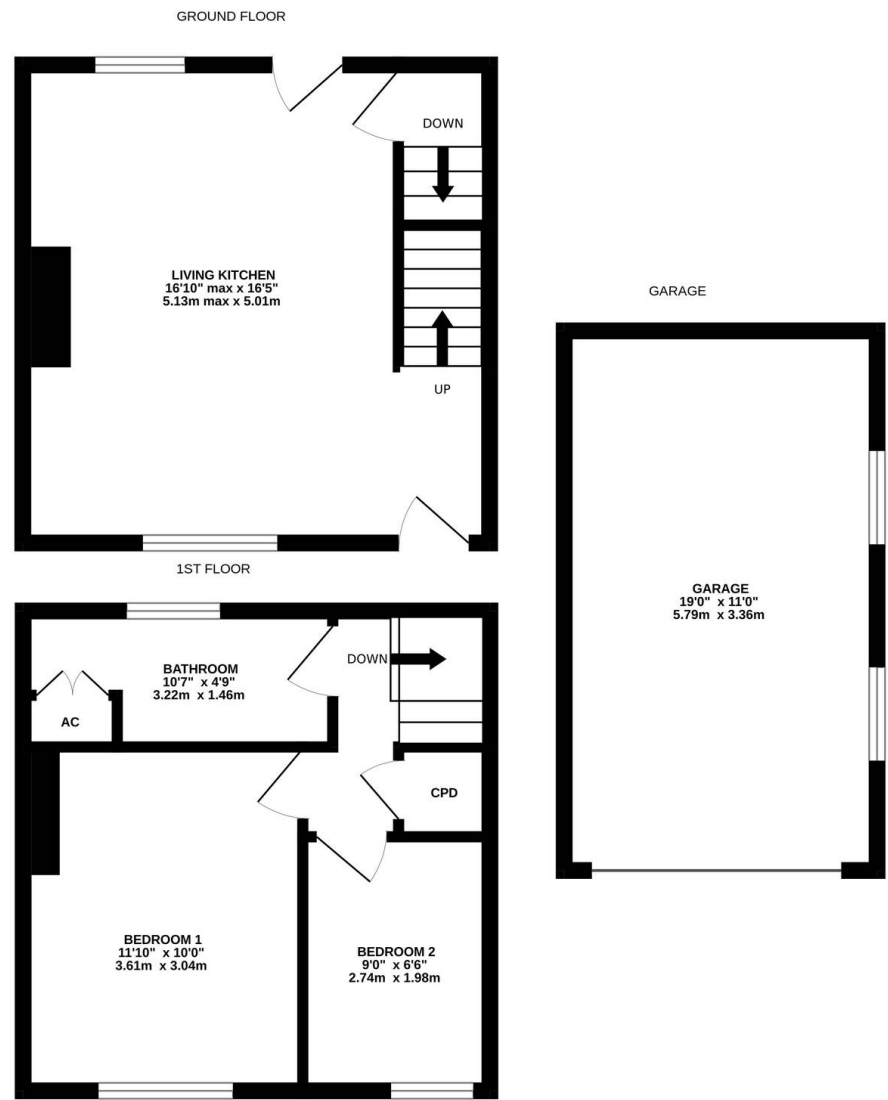 GROUND FLOOR
DOWN
LIVING KITCHEN
16'10" max x 16'5"
5.13m max x 5.01m
UP
GARAGE
GARAGE
19'0" x 11'0"
5.79m x 3.36m
1ST FLOOR
BATHROOM
10'7" x 4'9"
3.22m x 1.46m
DOWN
AC
CPD
BEDROOM 1
11'10" x 10'0"
3.61m x 3.04m
BEDROOM 2
9'0" x 6'6"
2.74m x 1.98m